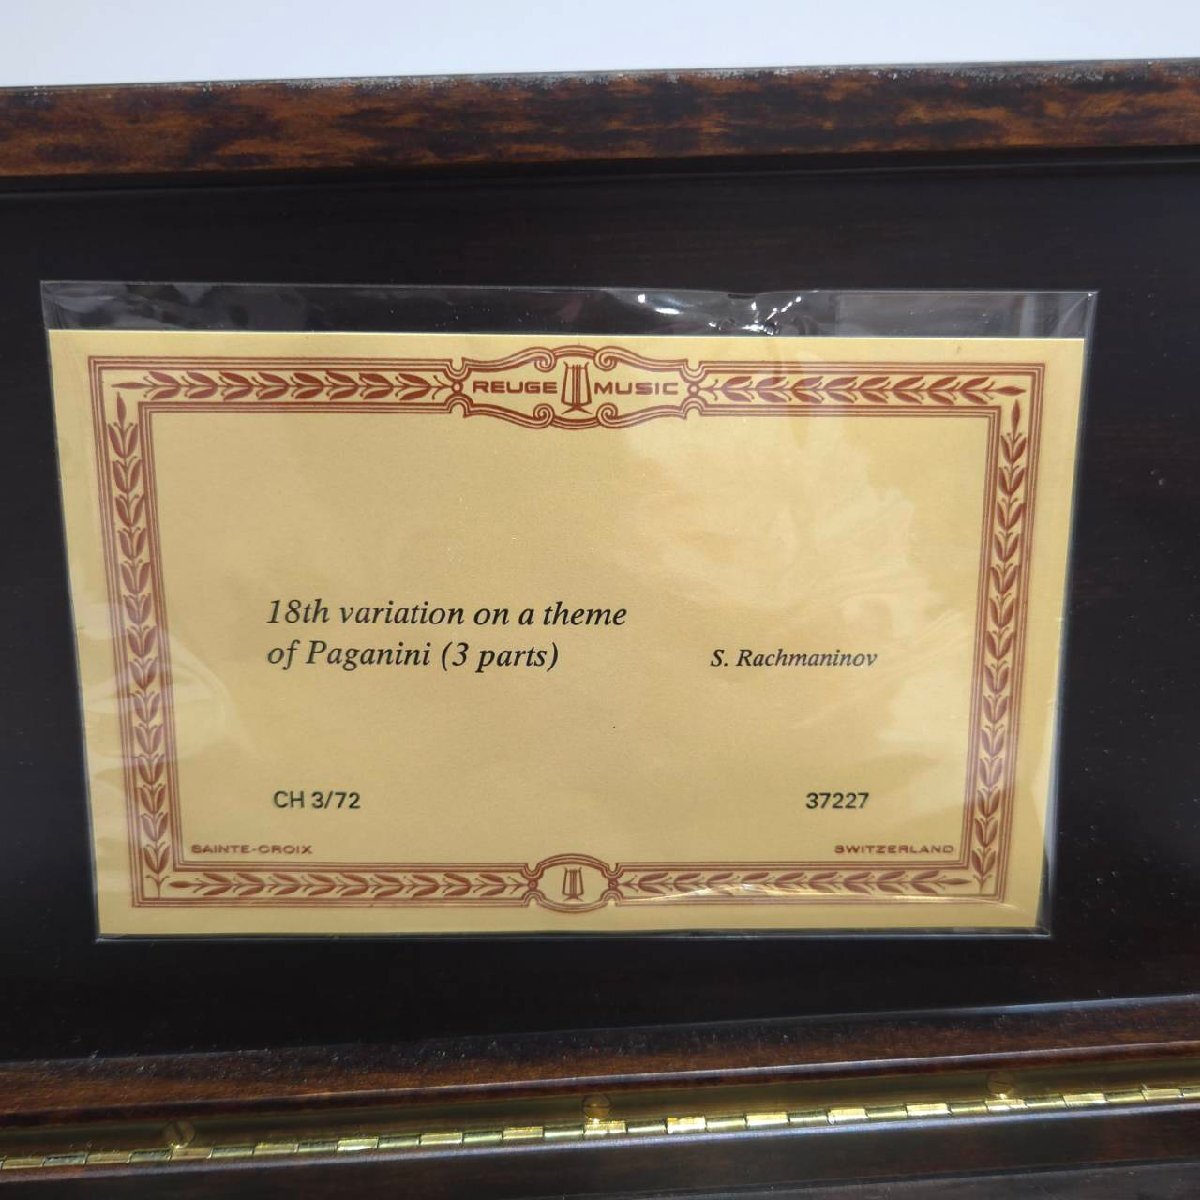 REUGE MUSIC
18th variation on a theme
of Paganini (3 parts) S. Rachmaninov
CH 3/72 37227
SAINTE-CROIX SWITZERLAND